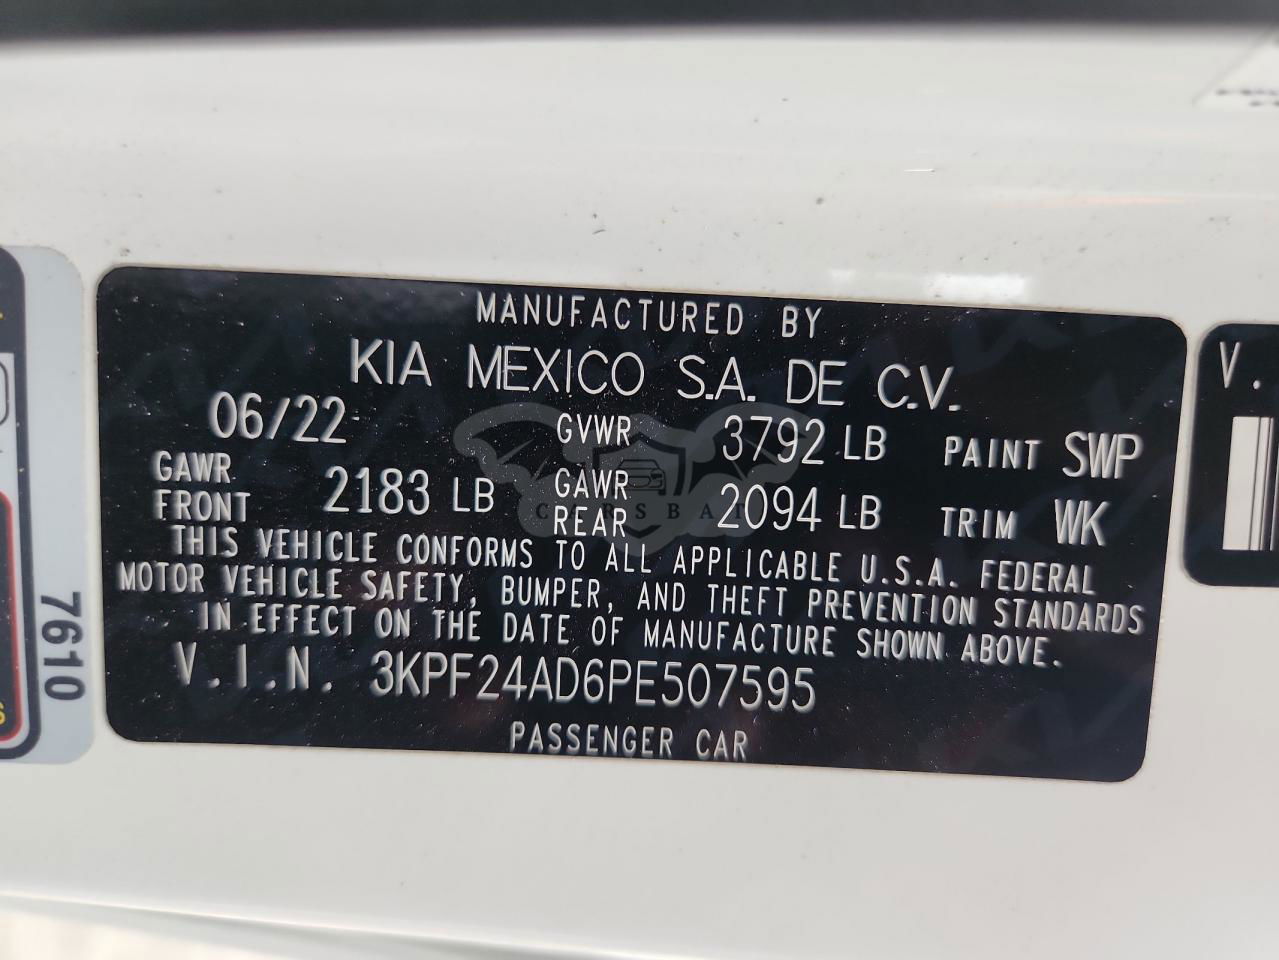 MANUFACTURED BY
KIA MEXICO S.A. DE C.V.
06/22 GVWR 3792 LB PAINT SWP
GAWR FRONT 2183 LB GAWR REAR 2094 LB TRIM WK
THIS VEHICLE CONFORMS TO ALL APPLICABLE U.S.A. FEDERAL
MOTOR VEHICLE SAFETY, BUMPER, AND THEFT PREVENTION STANDARDS
IN EFFECT ON THE DATE OF MANUFACTURE SHOWN ABOVE.
V.I.N. 3KPF24AD6PE507595
PASSENGER CAR
7610
V.
CARSBAT